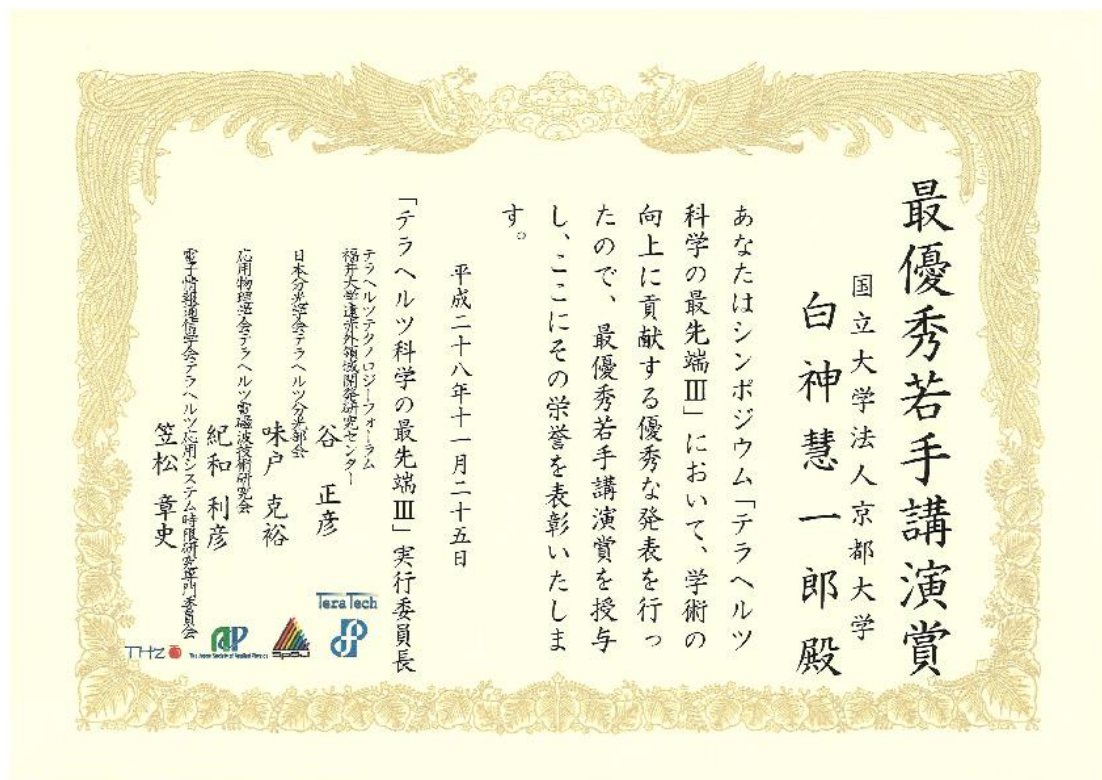 最優秀若手講演賞
国立大学法人京都大学
白神慧一郎殿
あなたはシンポジウム「テラヘルツ
科学の最先端Ⅲ」において、学術の
向上に貢献する優秀な発表を行っ
たので、最優秀若手講演賞を授与
し、ここにその栄誉を表彰いたしま
す。
平成二十八年十一月二十五日
「テラヘルツ科学の最先端Ⅲ」実行委員長
テラヘルツテクノロジーフォーラム
福井大学遠赤外領域開発研究センター
谷 正彦
日本分光学会テラヘルツ分光部会
味戸 克裕
応用物理学会テラヘルツ電磁波技術研究会
紀和 利彦
電子情報通信学会テラヘルツ応用システム時限研究専門委員会
笠松 章史
TeraTech
THz
The Japan Society of Applied Physics
SPSJ